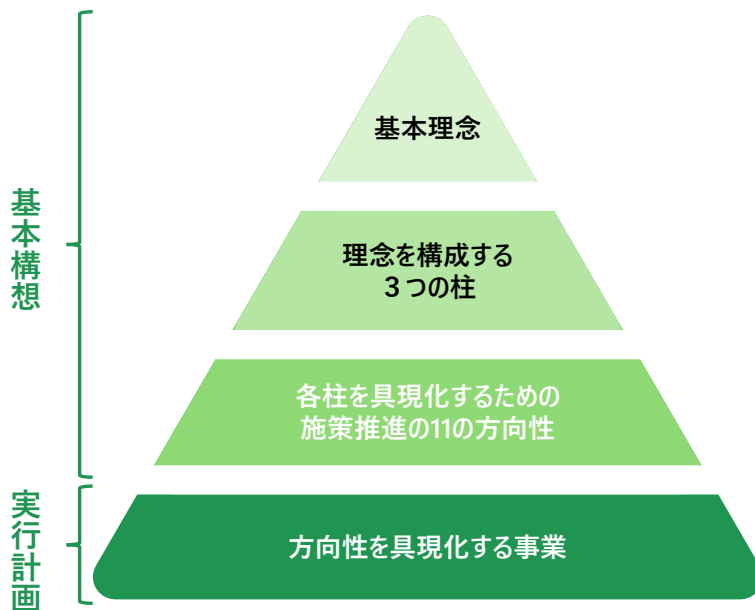 基本構想
基本理念
理念を構成する
３つの柱
各柱を具現化するための
施策推進の11の方向性
実行計画
方向性を具現化する事業